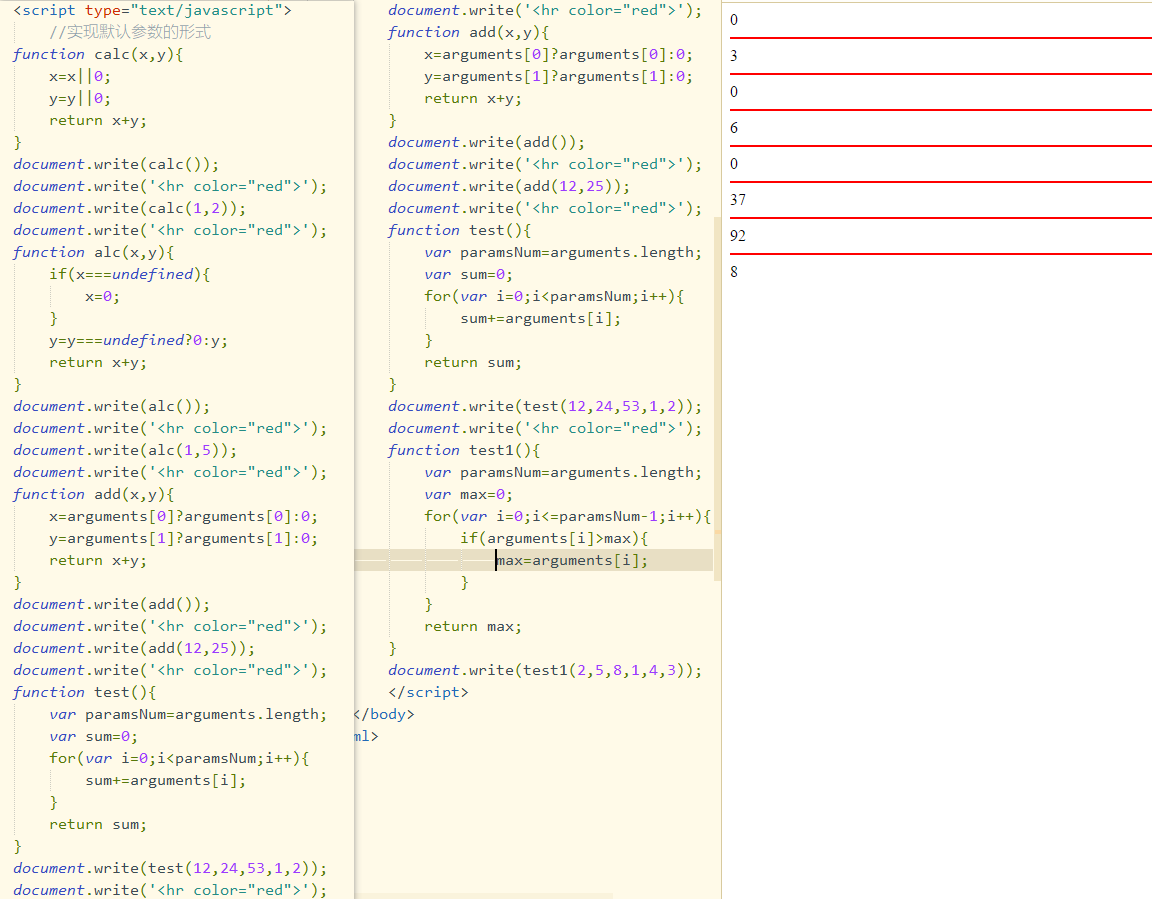 <script type="text/javascript">
//实现默认参数的形式
function calc(x,y){
x=x||0;
y=y||0;
return x+y;
}
document.write(calc());
document.write('<hr color="red">');
document.write(calc(1,2));
document.write('<hr color="red">');
function alc(x,y){
if(x===undefined){
x=0;
}
y=y===undefined?0:y;
return x+y;
}
document.write(alc());
document.write('<hr color="red">');
document.write(alc(1,5));
document.write('<hr color="red">');
function add(x,y){
x=arguments[0]?arguments[0]:0;
y=arguments[1]?arguments[1]:0;
return x+y;
}
document.write(add());
document.write('<hr color="red">');
document.write(add(12,25));
document.write('<hr color="red">');
function test(){
var paramsNum=arguments.length;
var sum=0;
for(var i=0;i<paramsNum;i++){
sum+=arguments[i];
}
return sum;
}
document.write(test(12,24,53,1,2));
document.write('<hr color="red">');
document.write('<hr color="red">');
function add(x,y){
x=arguments[0]?arguments[0]:0;
y=arguments[1]?arguments[1]:0;
return x+y;
}
document.write(add());
document.write('<hr color="red">');
document.write(add(12,25));
document.write('<hr color="red">');
function test(){
var paramsNum=arguments.length;
var sum=0;
for(var i=0;i<paramsNum;i++){
sum+=arguments[i];
}
return sum;
}
document.write(test(12,24,53,1,2));
document.write('<hr color="red">');
function test1(){
var paramsNum=arguments.length;
var max=0;
for(var i=0;i<=paramsNum-1;i++){
if(arguments[i]>max){
max=arguments[i];
}
}
return max;
}
document.write(test1(2,5,8,1,4,3));
</script>
</body>
ml>
0
3
0
6
0
37
92
8